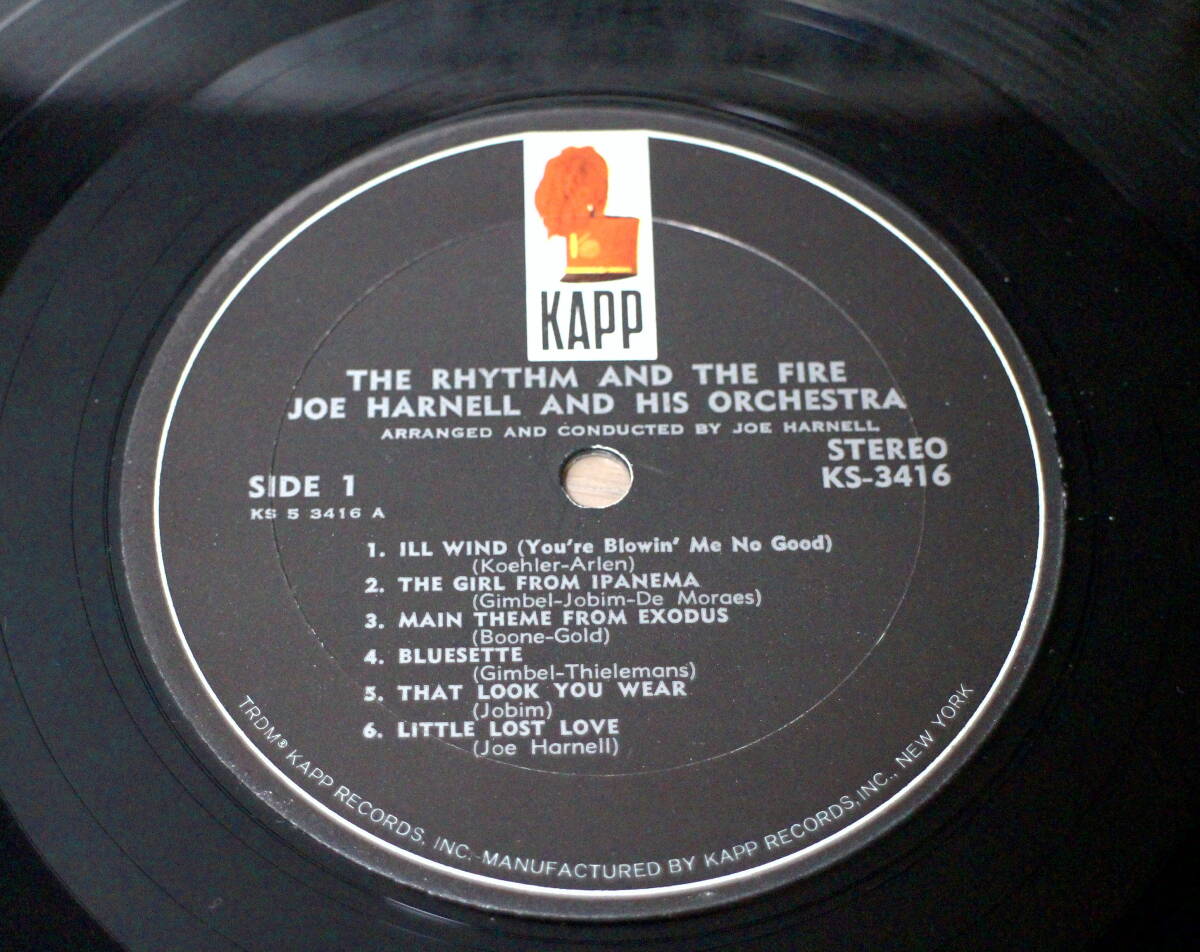 KAPP
THE RHYTHM AND THE FIRE
JOE HARNELL AND HIS ORCHESTRA
ARRANGED AND CONDUCTED BY JOE HARNELL
STEREO
KS-3416
SIDE 1
KS 5 3416 A
1. ILL WIND (You're Blowin' Me No Good)
(Koehler-Arlen)
2. THE GIRL FROM IPANEMA
(Gimbel-Jobim-De Moraes)
3. MAIN THEME FROM EXODUS
(Boone-Gold)
4. BLUESETTE
(Gimbel-Thielemans)
5. THAT LOOK YOU WEAR
(Jobim)
6. LITTLE LOST LOVE
(Joe Harnell)
TRDM® KAPP RECORDS, INC.-MANUFACTURED BY KAPP RECORDS, INC., NEW YORK